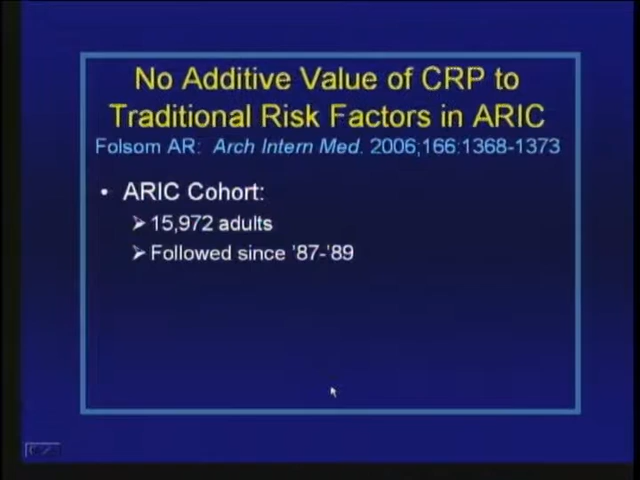 No Additive Value of CRP to
Traditional Risk Factors in ARIC
Folsom AR: Arch Intern Med. 2006;166:1368-1373
• ARIC Cohort:
➢ 15,972 adults
➢ Followed since '87-'89